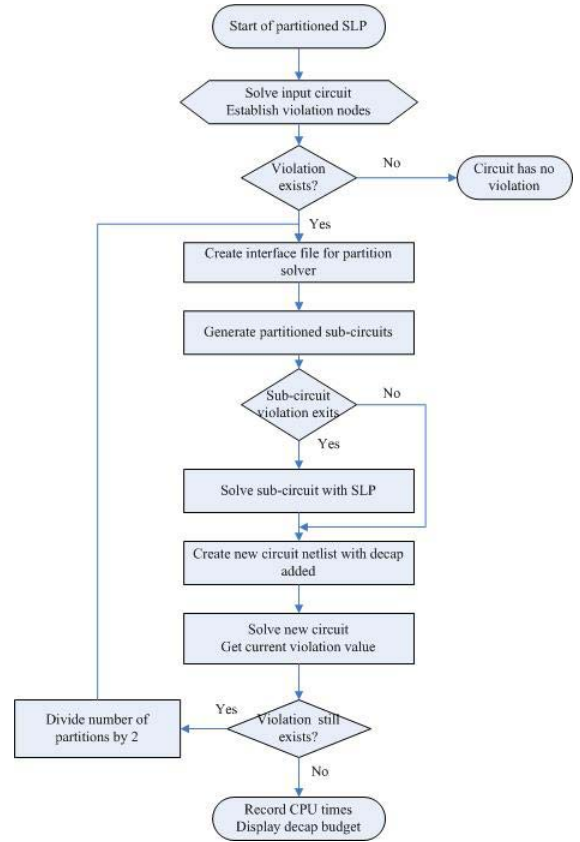 Start of partitioned SLP
Solve input circuit
Establish violation nodes
Violation
exists?
No
Circuit has no
violation
Yes
Create interface file for partition
solver
Generate partitioned sub-circuits
Sub-circuit
violation exits
No
Yes
Solve sub-circuit with SLP
Create new circuit netlist with decap
added
Solve new circuit
Get current violation value
Violation still
exists?
Yes
Divide number of
partitions by 2
No
Record CPU times
Display decap budget